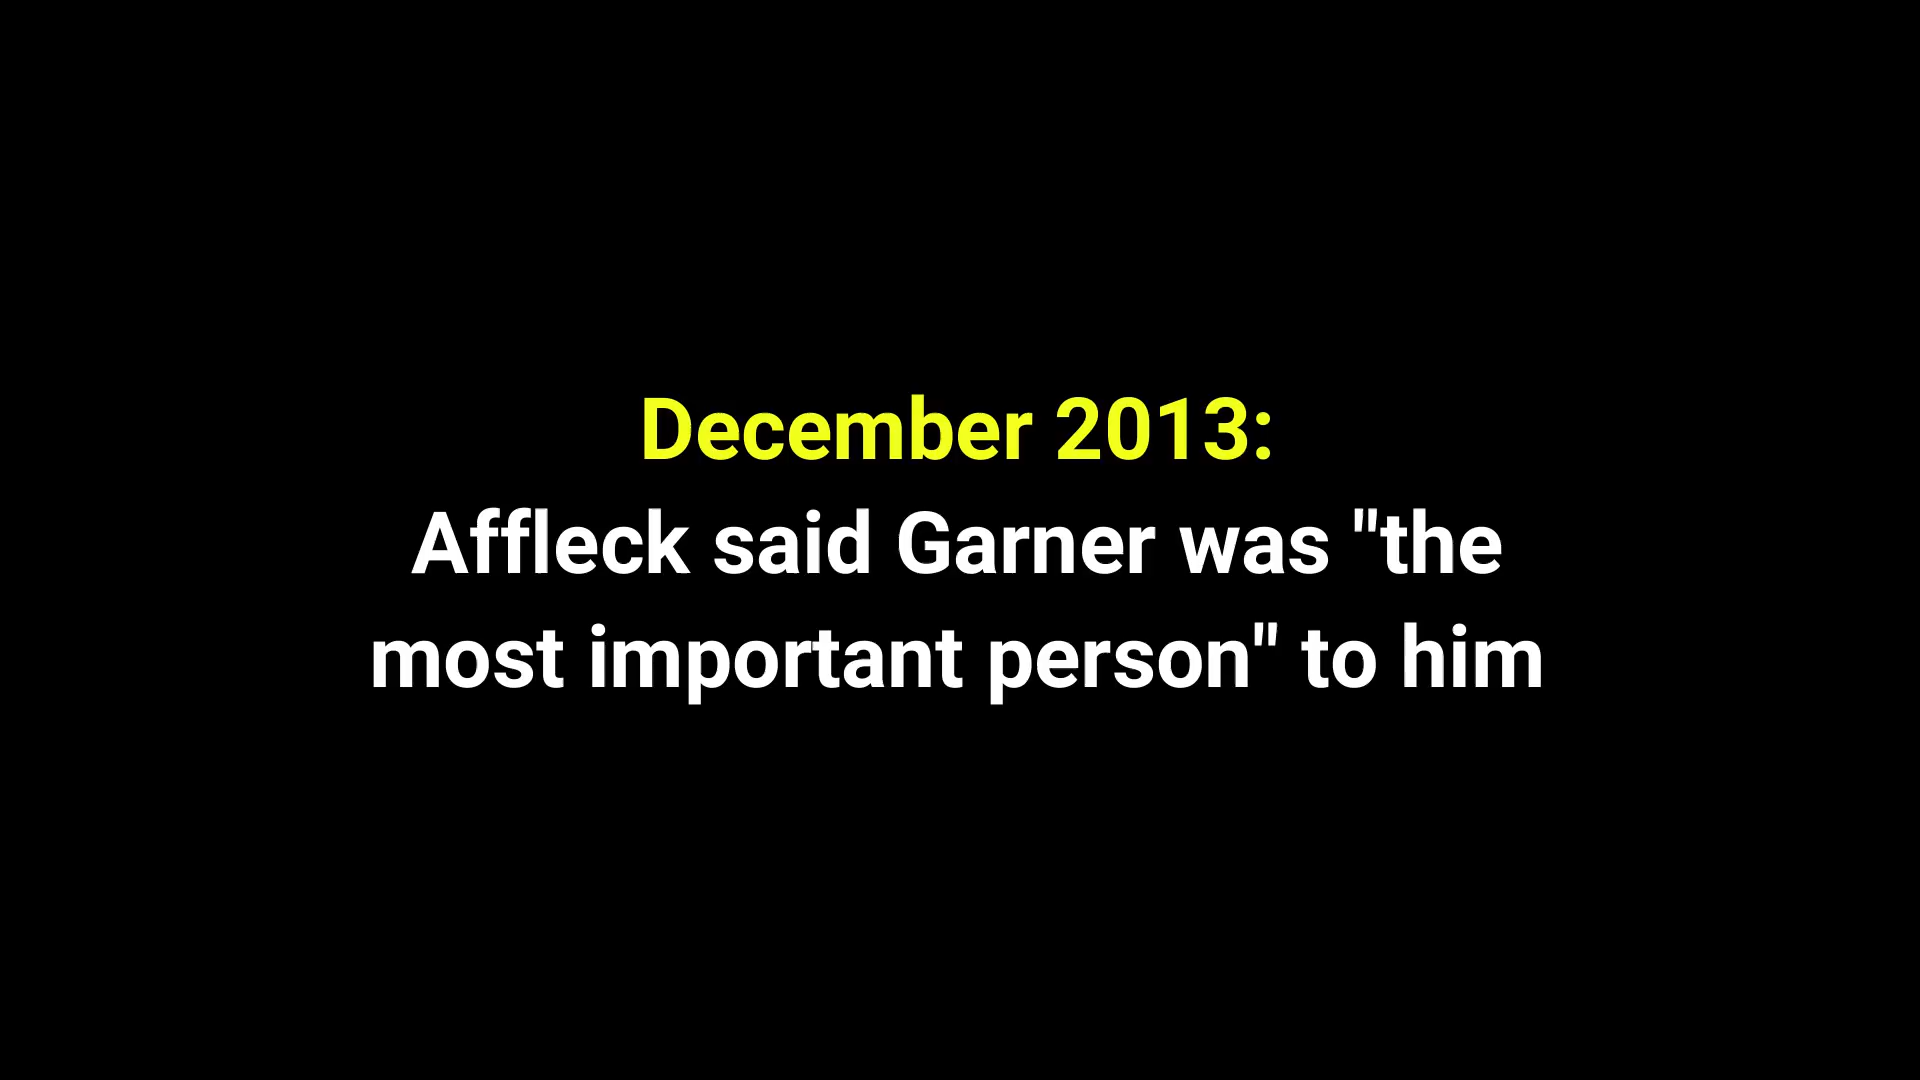 December 2013:
Affleck said Garner was "the
most important person" to him